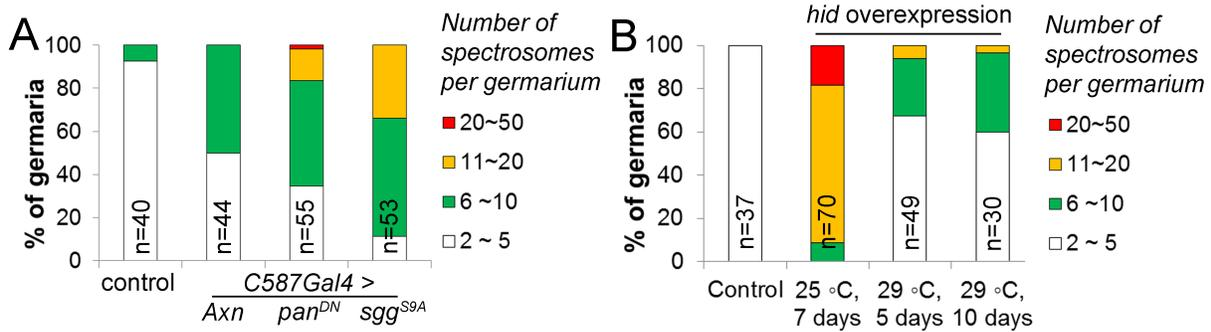 A
Number of
spectrosomes
per germarium
% of germaria
100
80
60
40
20
0
n=40
n=44
n=55
n=53
20~50
11~20
6 ~10
2 ~ 5
control
C587Gal4 >
Axn
pan^DN
sgg^S9A
B
hid overexpression
Number of
spectrosomes
per germarium
% of germaria
100
80
60
40
20
0
n=37
n=70
n=49
n=30
20~50
11~20
6 ~10
2 ~ 5
Control
25 ◦C,
7 days
29 ◦C,
5 days
29 ◦C,
10 days